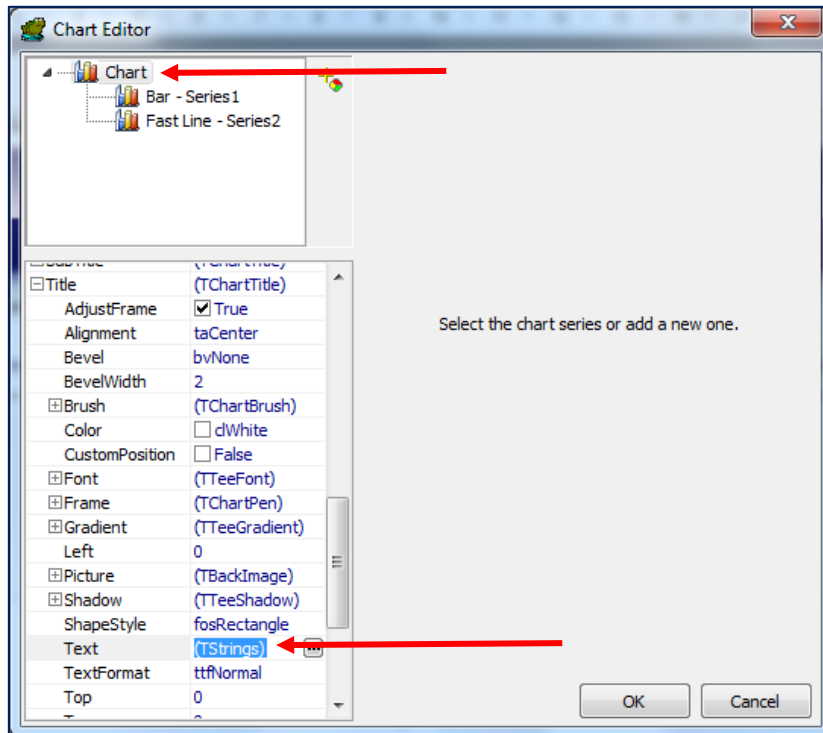 Chart Editor
Chart
Bar - Series1
Fast Line - Series2
Title (TChartTitle)
AdjustFrame True
Alignment taCenter
Bevel bvNone
BevelWidth 2
Brush (TChartBrush)
Color clWhite
CustomPosition False
Font (TTeeFont)
Frame (TChartPen)
Gradient (TTeeGradient)
Left 0
Picture (TBackImage)
Shadow (TTeeShadow)
ShapeStyle fosRectangle
Text (TStrings) ...
TextFormat ttfNormal
Top 0
Select the chart series or add a new one.
OK Cancel